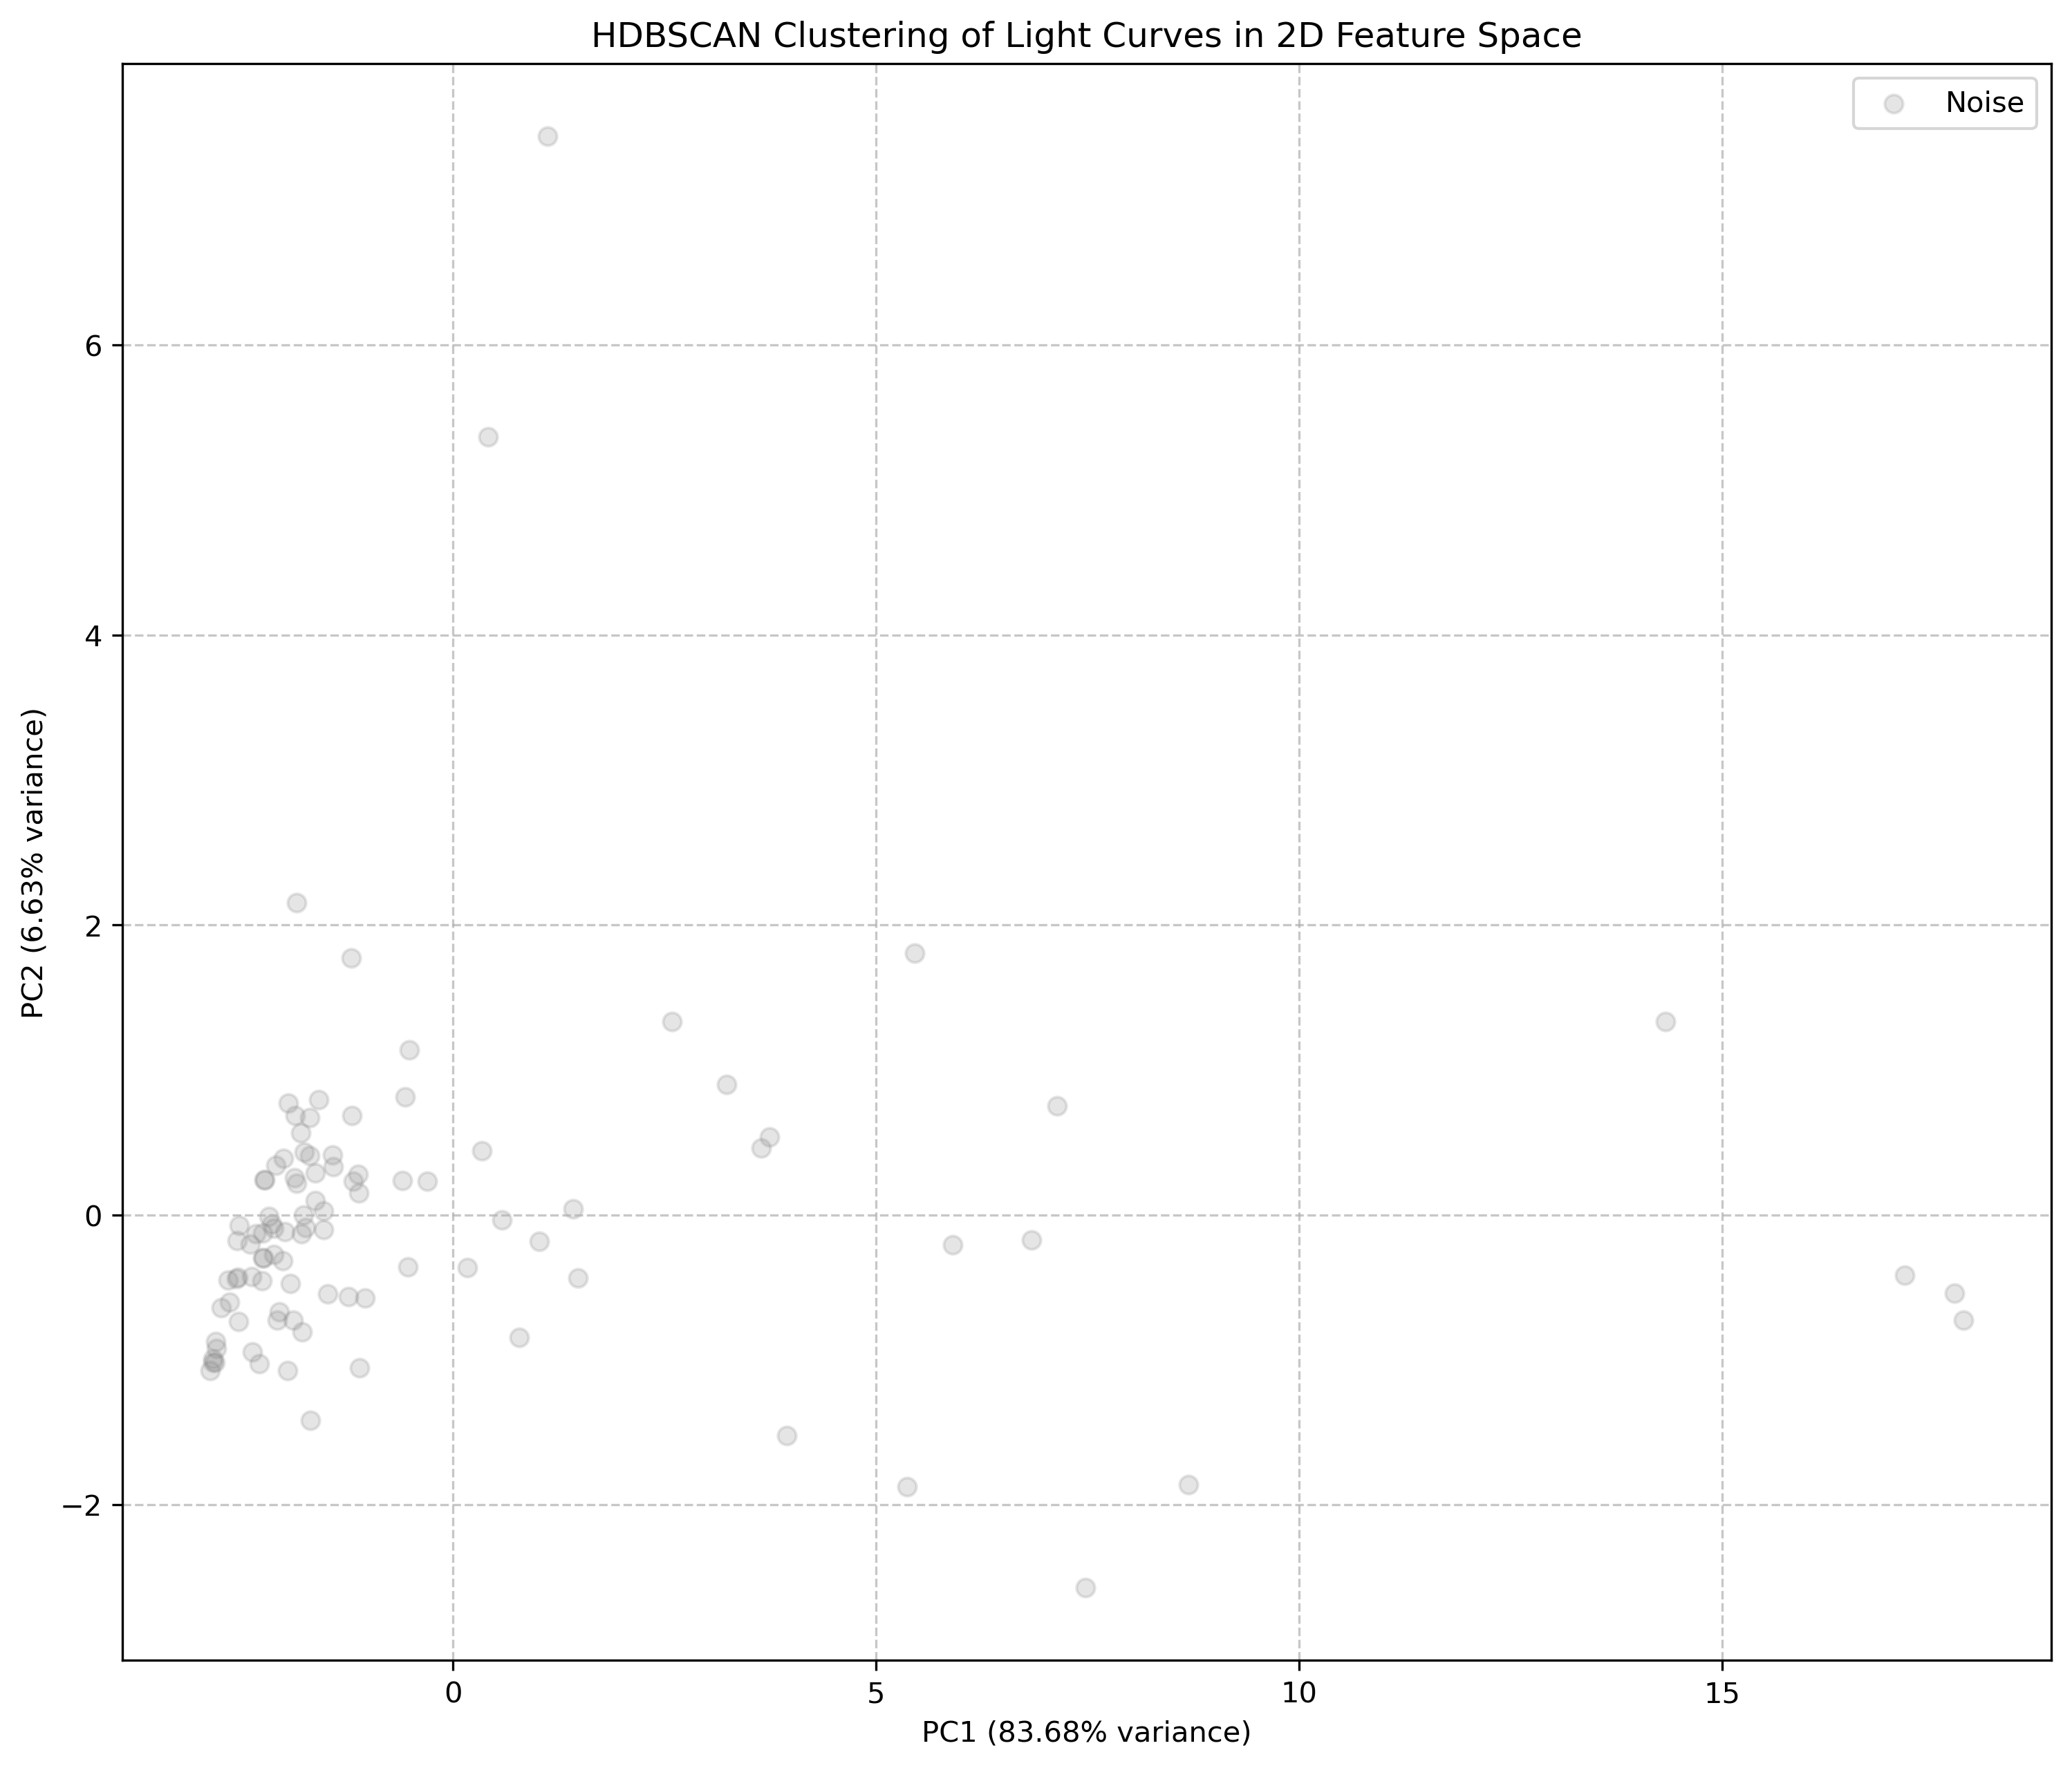 HDBSCAN Clustering of Light Curves in 2D Feature Space
Noise
6
4
2
0
−2
PC2 (6.63% variance)
0 5 10 15
PC1 (83.68% variance)